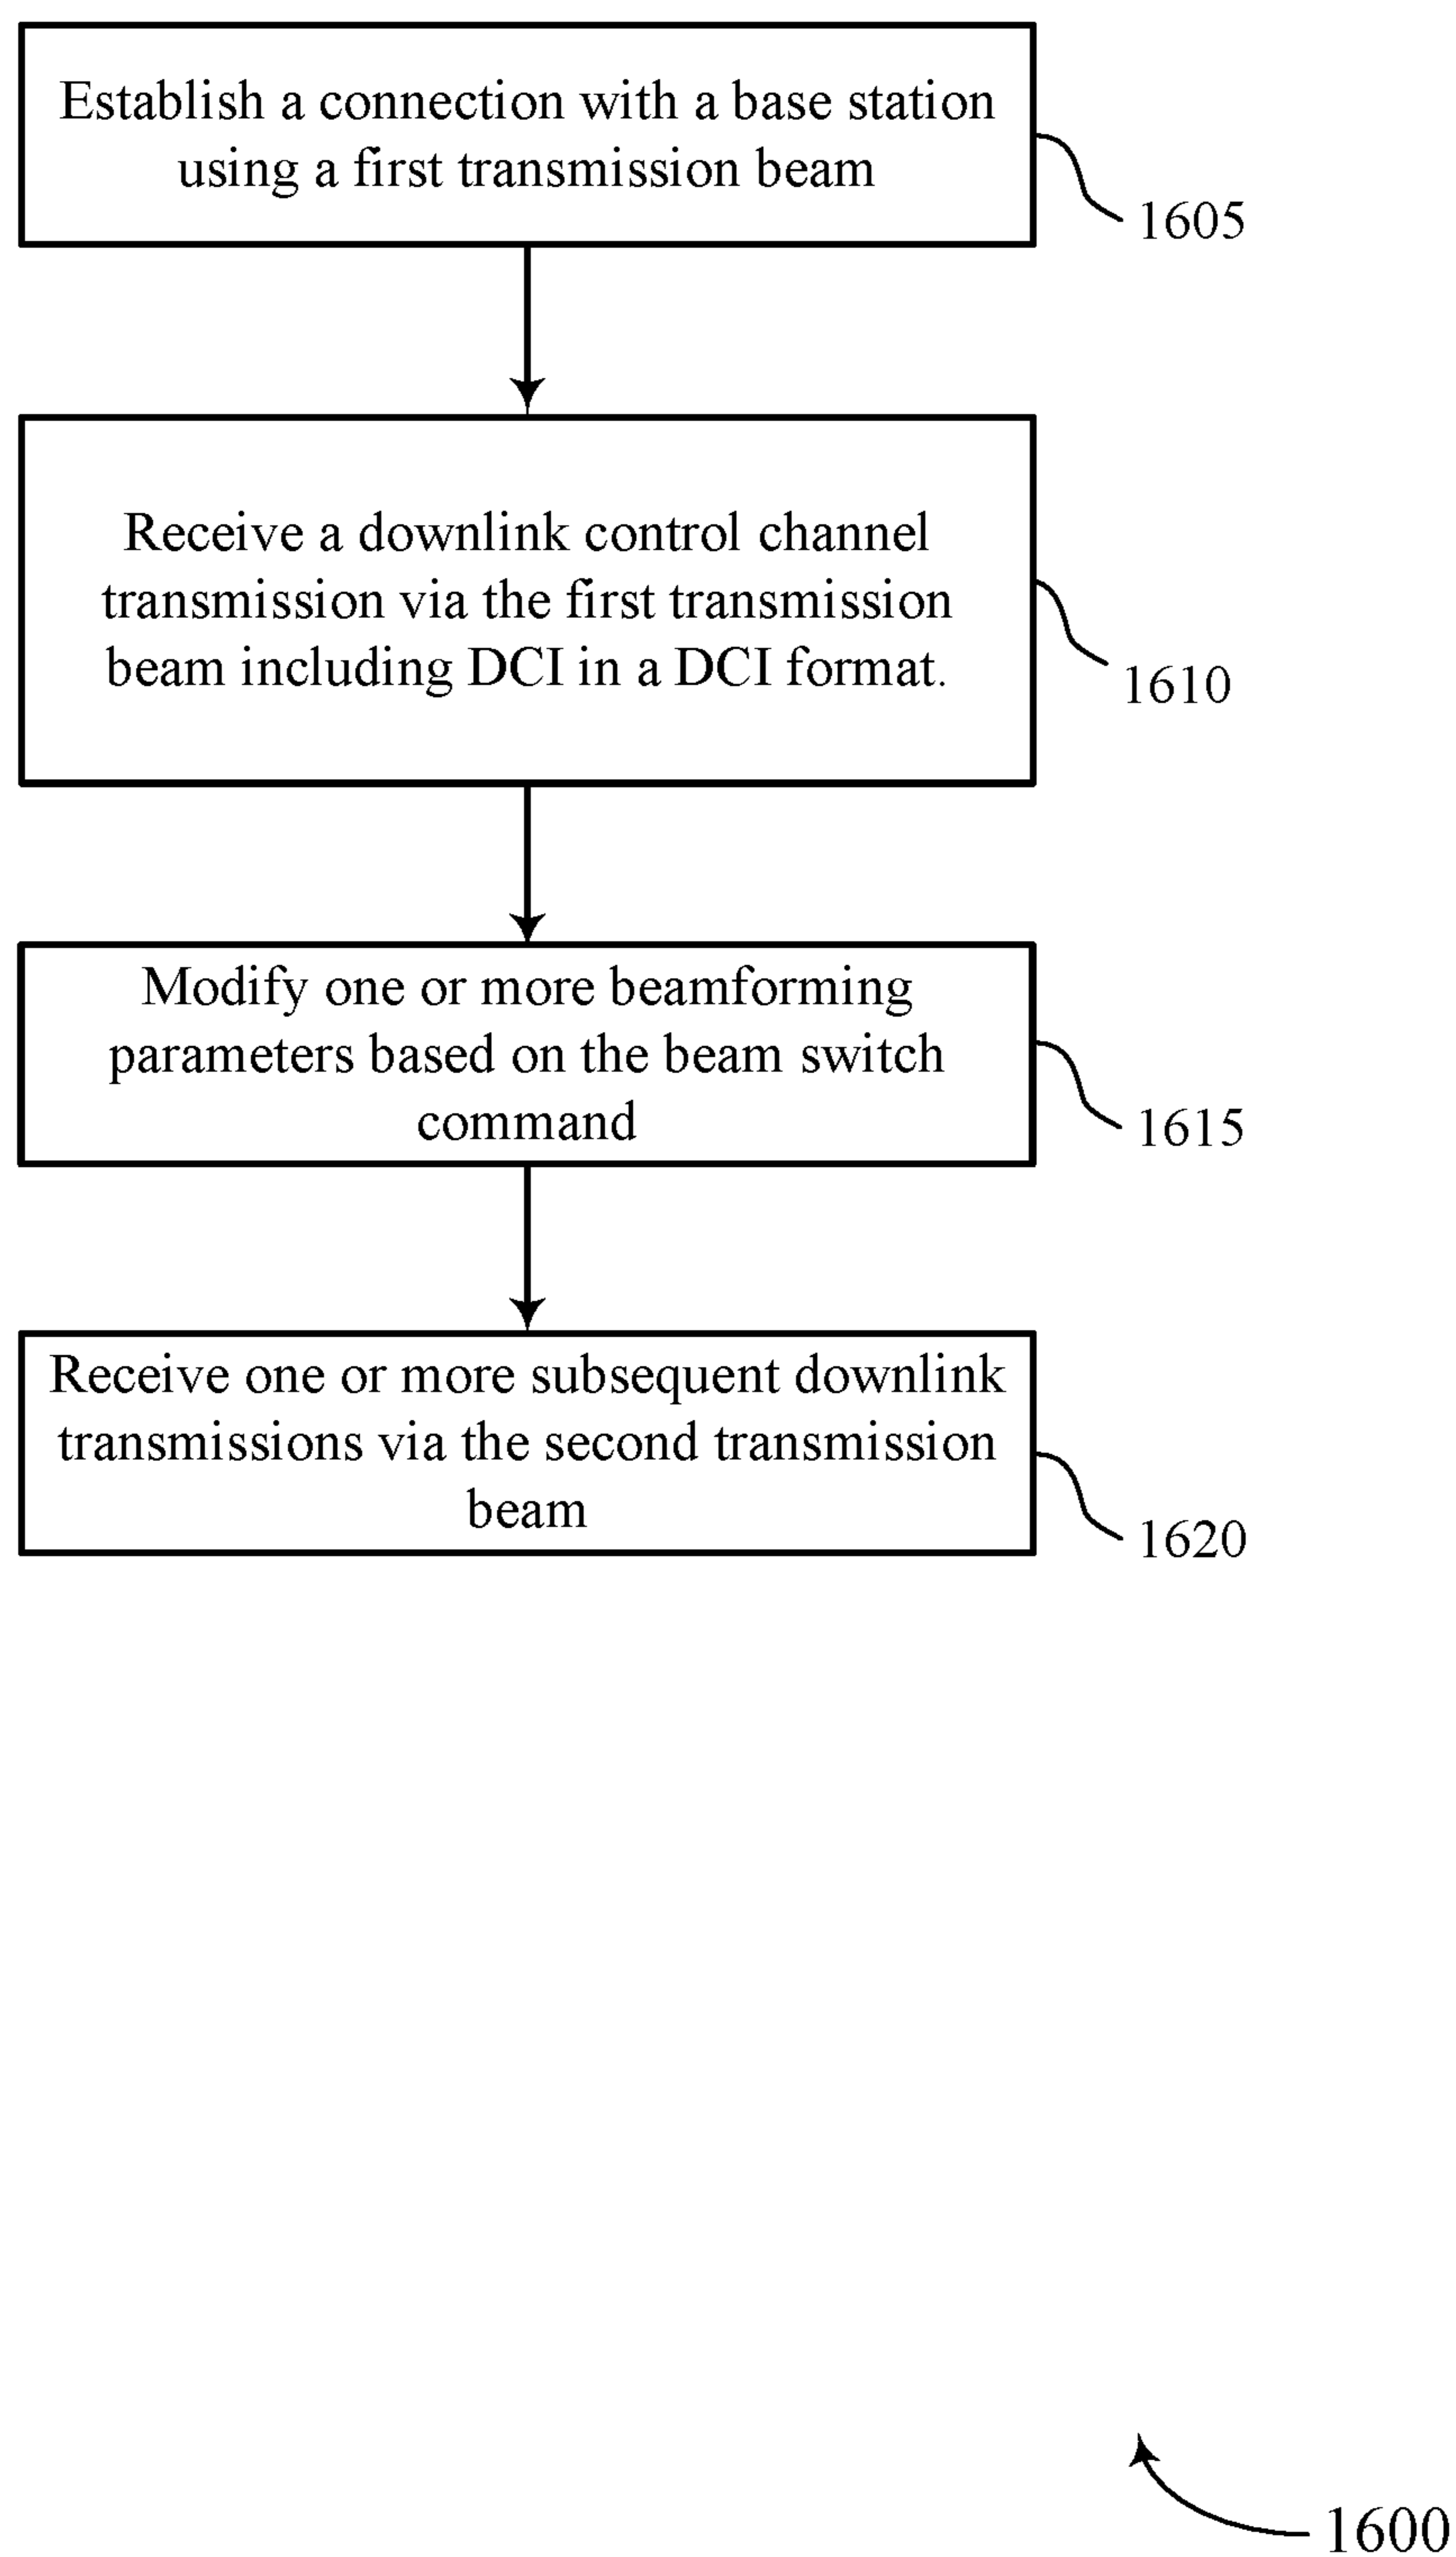 Establish a connection with a base station
using a first transmission beam
1605
Receive a downlink control channel
transmission via the first transmission
beam including DCI in a DCI format.
1610
Modify one or more beamforming
parameters based on the beam switch
command
1615
Receive one or more subsequent downlink
transmissions via the second transmission
beam
1620
1600